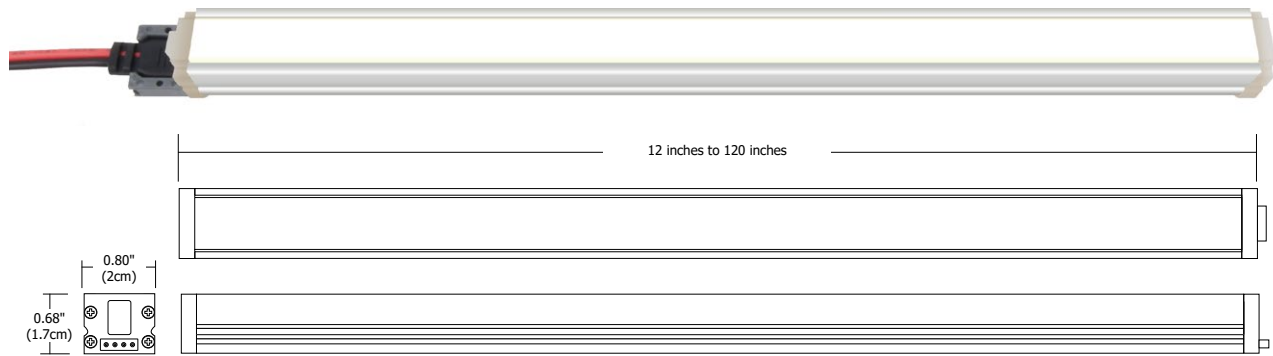 12 inches to 120 inches
0.80"
(2cm)
0.68"
(1.7cm)